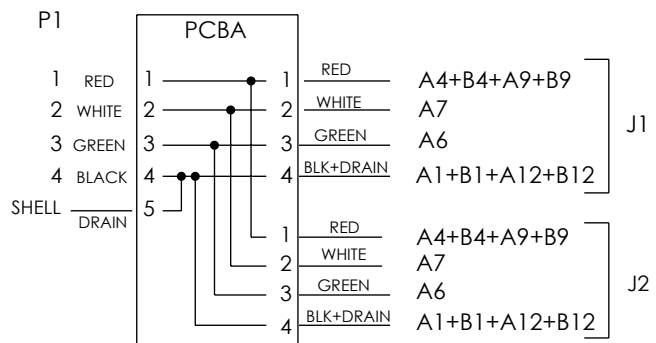 P1
PCBA
1 RED 1 1 RED A4+B4+A9+B9
2 WHITE 2 2 WHITE A7
3 GREEN 3 3 GREEN A6
4 BLACK 4 4 BLK+DRAIN A1+B1+A12+B12
J1
SHELL DRAIN 5
1 RED A4+B4+A9+B9
2 WHITE A7
3 GREEN A6
4 BLK+DRAIN A1+B1+A12+B12
J2